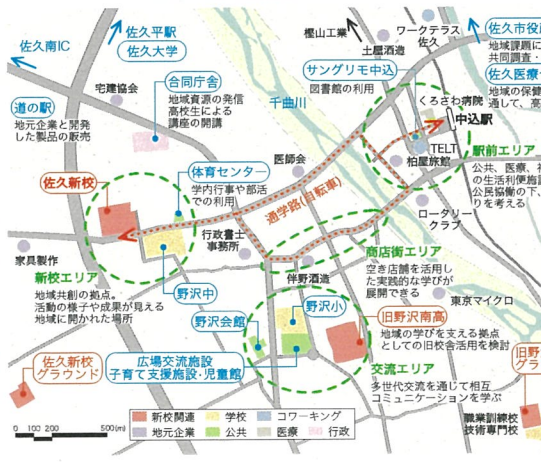 佐久南IC
佐久平駅
佐久大学
樫山工業
ワークテラス
佐久
土屋酒造
サングリモ中込
図書館の利用
くろさわ病院
中込駅
TELT
柏屋旅館
駅前エリア
公共、医療、
の生活利便施
公民協働の下、
りを考える
佐久市役
地域課題に
共同調査・
佐久医療
地域の保健
通して、高
千曲川
宅建協会
合同庁舎
地域資源の発信
高校生による
講座の開講
道の駅
地元企業と開発
した製品の販売
医師会
体育センター
学内行事や部活
での利用
佐久新校
通学路(自転車)
行政書士
事務所
ロータリー
クラブ
家具製作
新校エリア
地域共創の拠点。
活動の様子や成果が見える
地域に開かれた場所
野沢中
伴野酒造
商店街エリア
空き店舗を活用し
た実践的な学びが
展開できる
東京マイクロ
野沢小
野沢会館
旧野沢南高
地域の学びを支える拠点
としての旧校舎活用を検討
佐久新校
グラウンド
広場交流施設
子育て支援施設・児童館
交流エリア
多世代交流を通じて相互
コミュニケーションを学ぶ
旧野
グラ
職業訓練校
技術専門校
0 100 200 500(m)
新校関連 学校 コワーキング
地元企業 公共 医療 行政